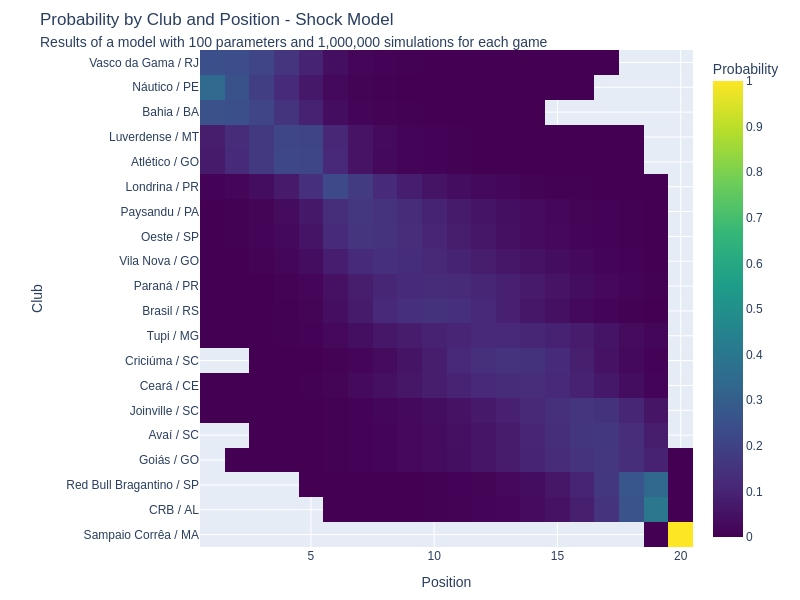 Probability by Club and Position - Shock Model
Results of a model with 100 parameters and 1,000,000 simulations for each game
Probability
Vasco da Gama / RJ
Náutico / PE
Bahia / BA
Luverdense / MT
Atlético / GO
Londrina / PR
Paysandu / PA
Oeste / SP
Vila Nova / GO
Paraná / PR
Brasil / RS
Tupi / MG
Criciúma / SC
Ceará / CE
Joinville / SC
Avaí / SC
Goiás / GO
Red Bull Bragantino / SP
CRB / AL
Sampaio Corrêa / MA
Club
5
10
15
20
Position
1
0.9
0.8
0.7
0.6
0.5
0.4
0.3
0.2
0.1
0